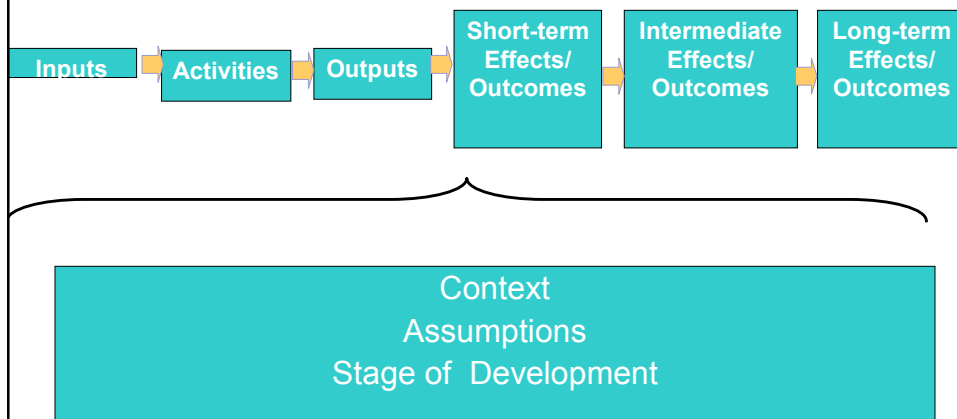 Inputs
Activities
Outputs
Short-term
Effects/
Outcomes
Intermediate
Effects/
Outcomes
Long-term
Effects/
Outcomes
Context
Assumptions
Stage of Development